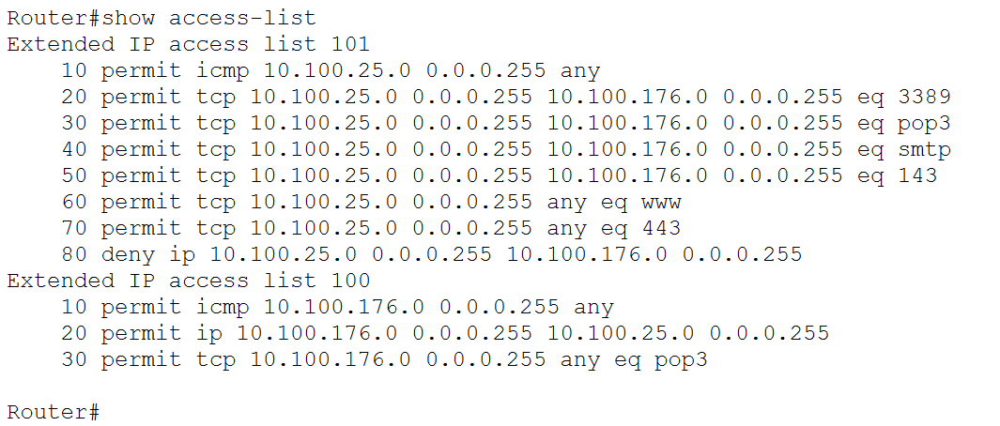 Router#show access-list
Extended IP access list 101
    10 permit icmp 10.100.25.0 0.0.0.255 any
    20 permit tcp 10.100.25.0 0.0.0.255 10.100.176.0 0.0.0.255 eq 3389
    30 permit tcp 10.100.25.0 0.0.0.255 10.100.176.0 0.0.0.255 eq pop3
    40 permit tcp 10.100.25.0 0.0.0.255 10.100.176.0 0.0.0.255 eq smtp
    50 permit tcp 10.100.25.0 0.0.0.255 10.100.176.0 0.0.0.255 eq 143
    60 permit tcp 10.100.25.0 0.0.0.255 any eq www
    70 permit tcp 10.100.25.0 0.0.0.255 any eq 443
    80 deny ip 10.100.25.0 0.0.0.255 10.100.176.0 0.0.0.255
Extended IP access list 100
    10 permit icmp 10.100.176.0 0.0.0.255 any
    20 permit ip 10.100.176.0 0.0.0.255 10.100.25.0 0.0.0.255
    30 permit tcp 10.100.176.0 0.0.0.255 any eq pop3
Router#